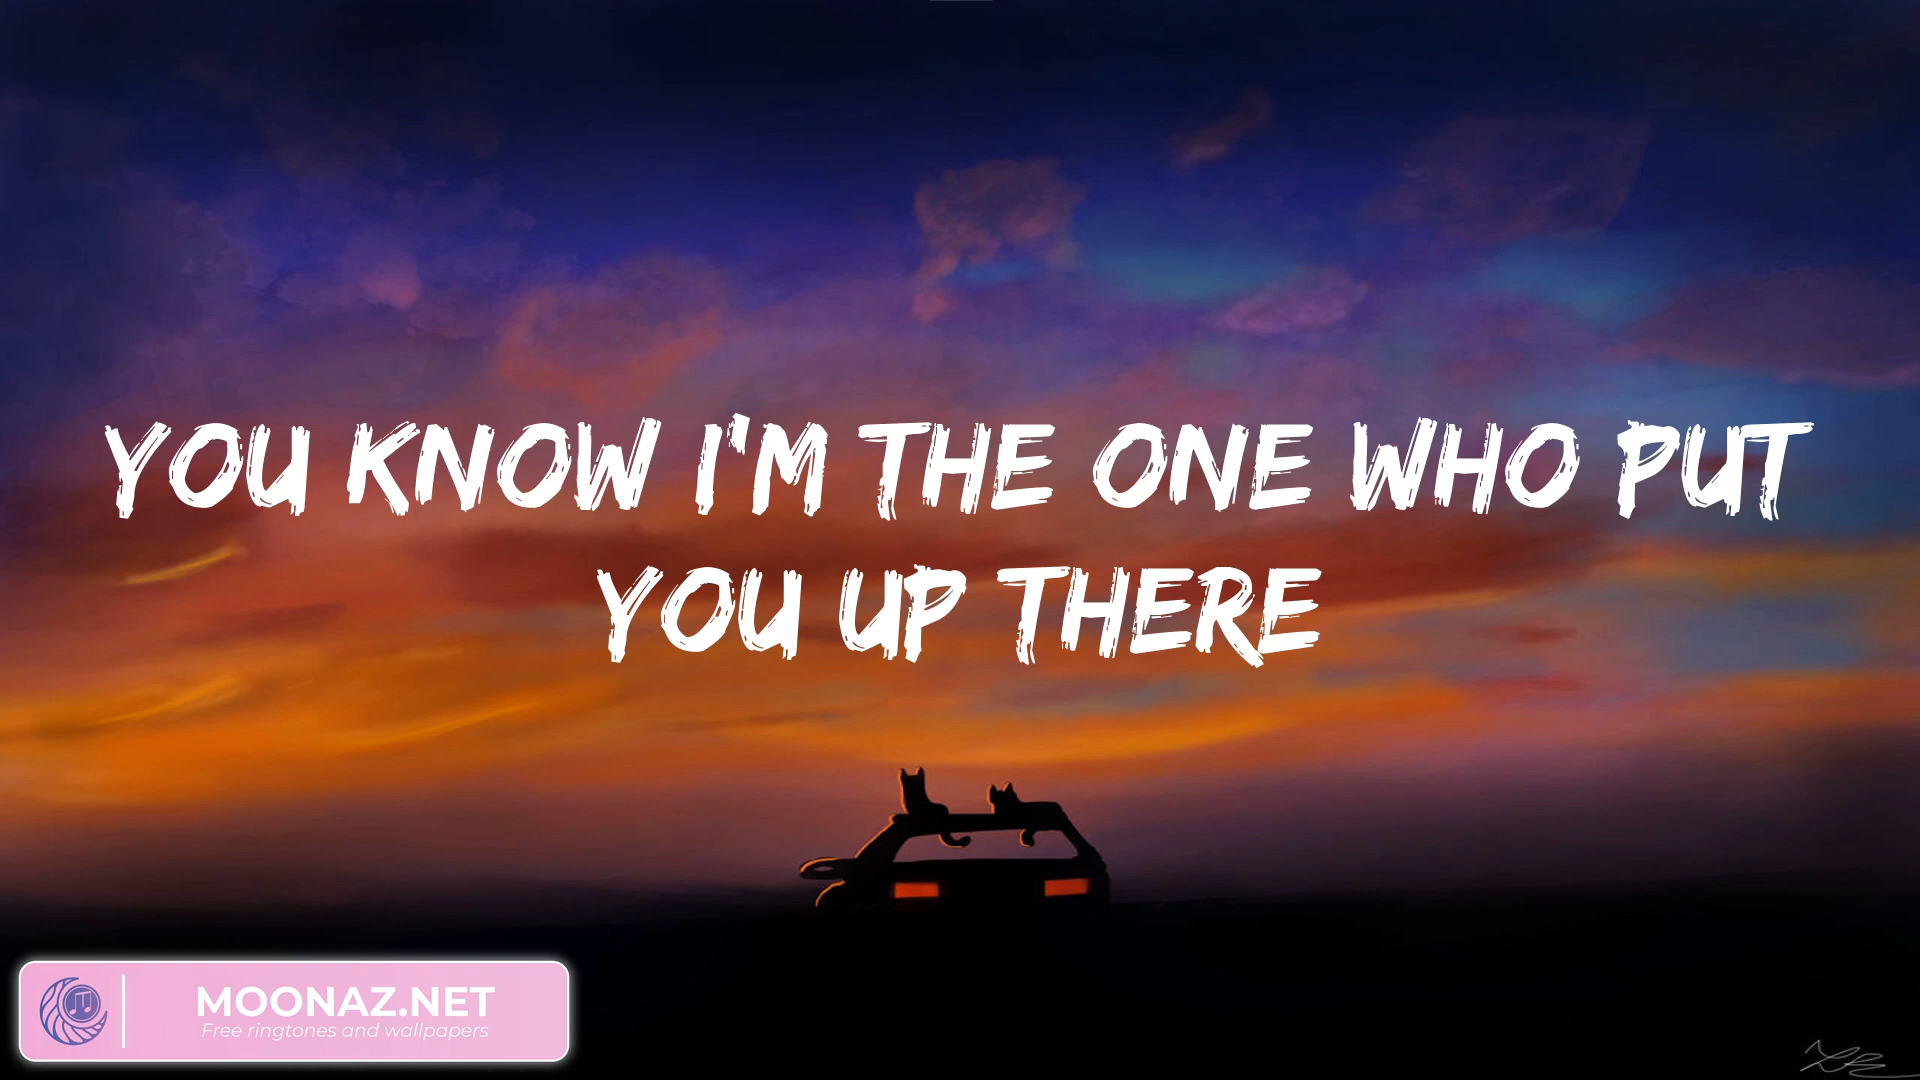 YOU KNOW I'M THE ONE WHO PUT
YOU UP THERE
MOONAZ.NET
Free ringtones and wallpapers